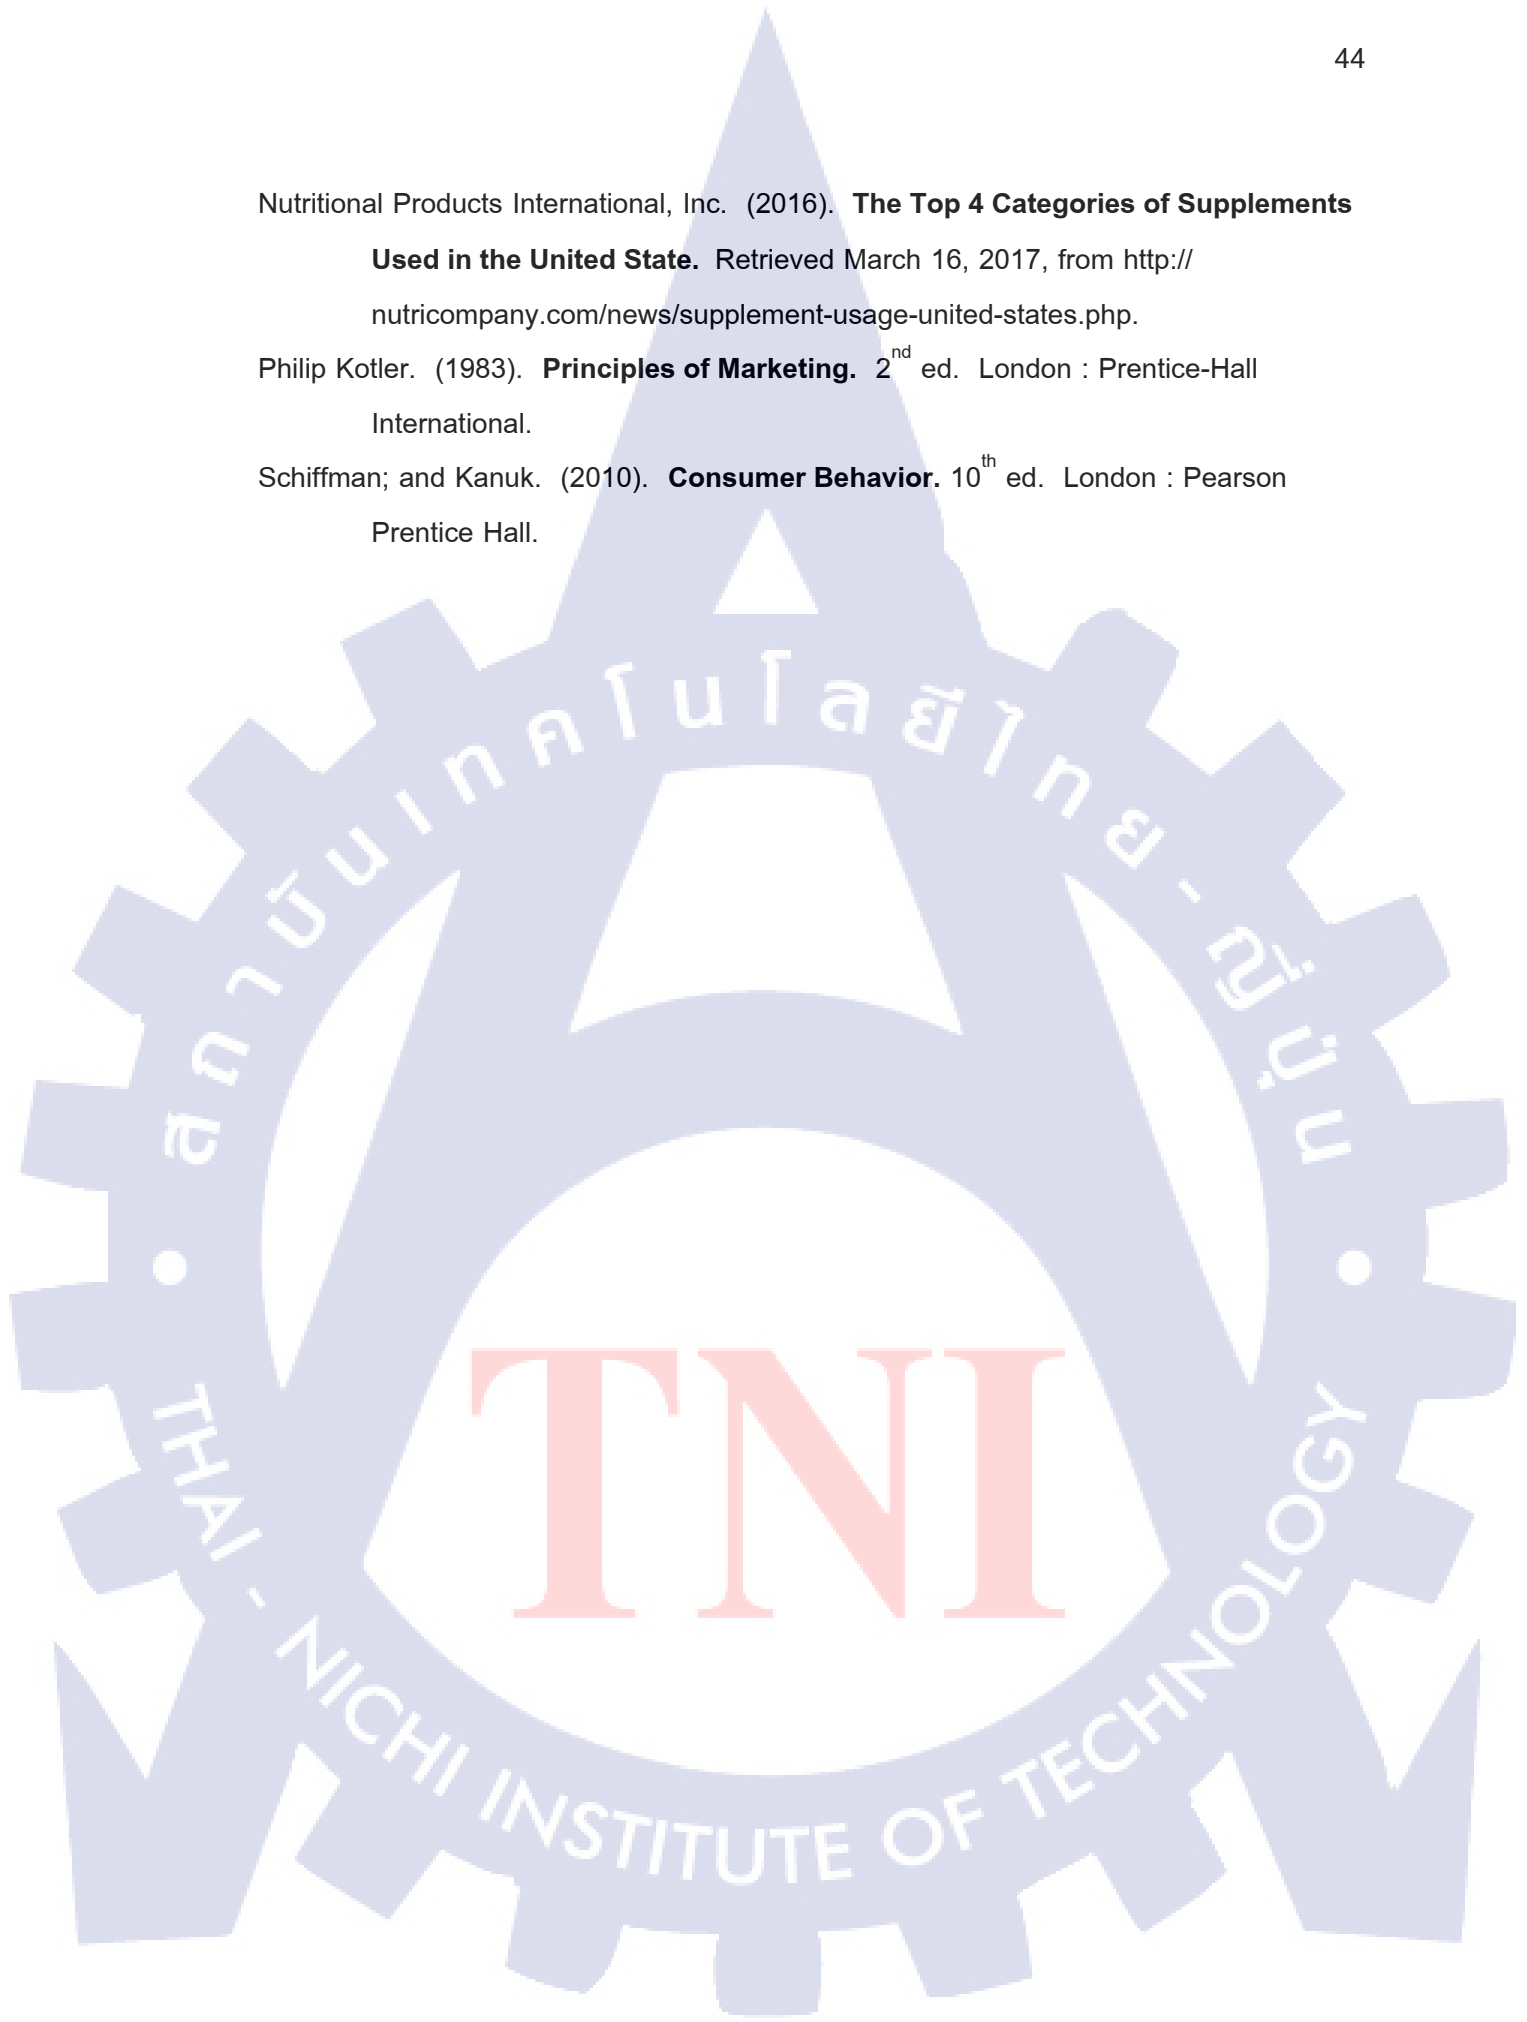 44
Nutritional Products International, Inc. (2016). The Top 4 Categories of Supplements
Used in the United State. Retrieved March 16, 2017, from http://
nutricompany.com/news/supplement-usage-united-states.php.
Philip Kotler. (1983). Principles of Marketing. 2nd ed. London : Prentice-Hall
International.
Schiffman; and Kanuk. (2010). Consumer Behavior. 10th ed. London : Pearson
Prentice Hall.
สถาบันเทคโนโลยีไทย-ญี่ปุ่น
TNI
THAI - NICHI INSTITUTE OF TECHNOLOGY